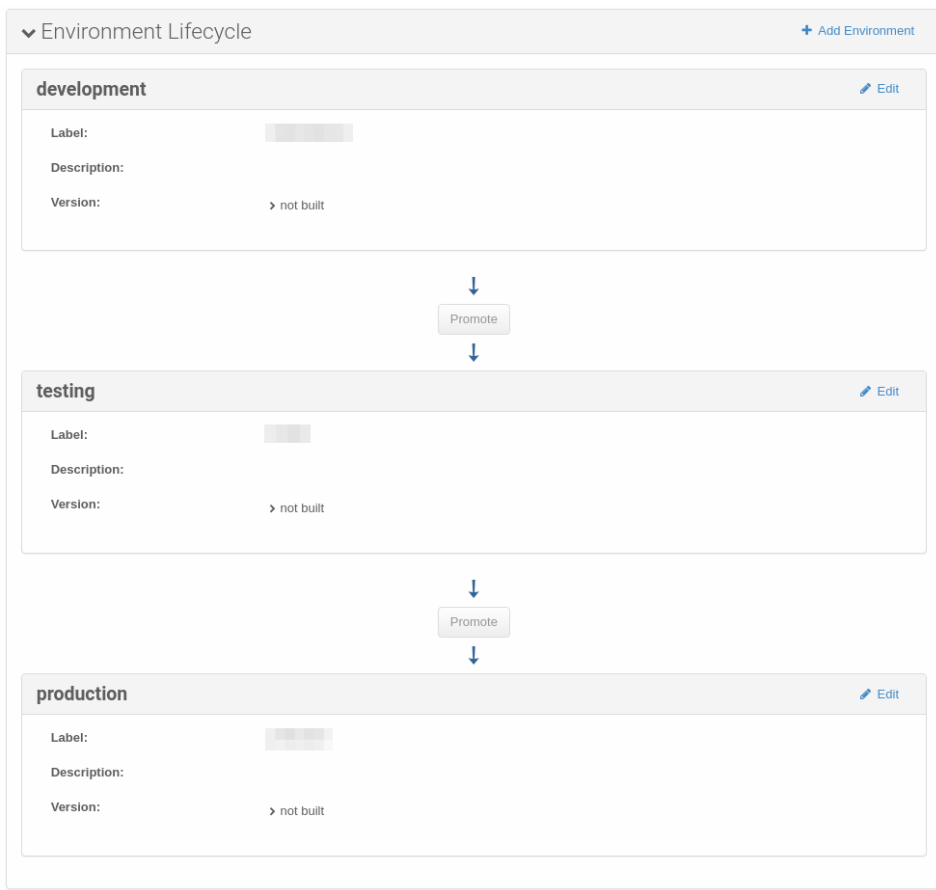 Environment Lifecycle
Add Environment
development
Edit
Label:
Description:
Version: not built
Promote
testing
Edit
Label:
Description:
Version: not built
Promote
production
Edit
Label:
Description:
Version: not built